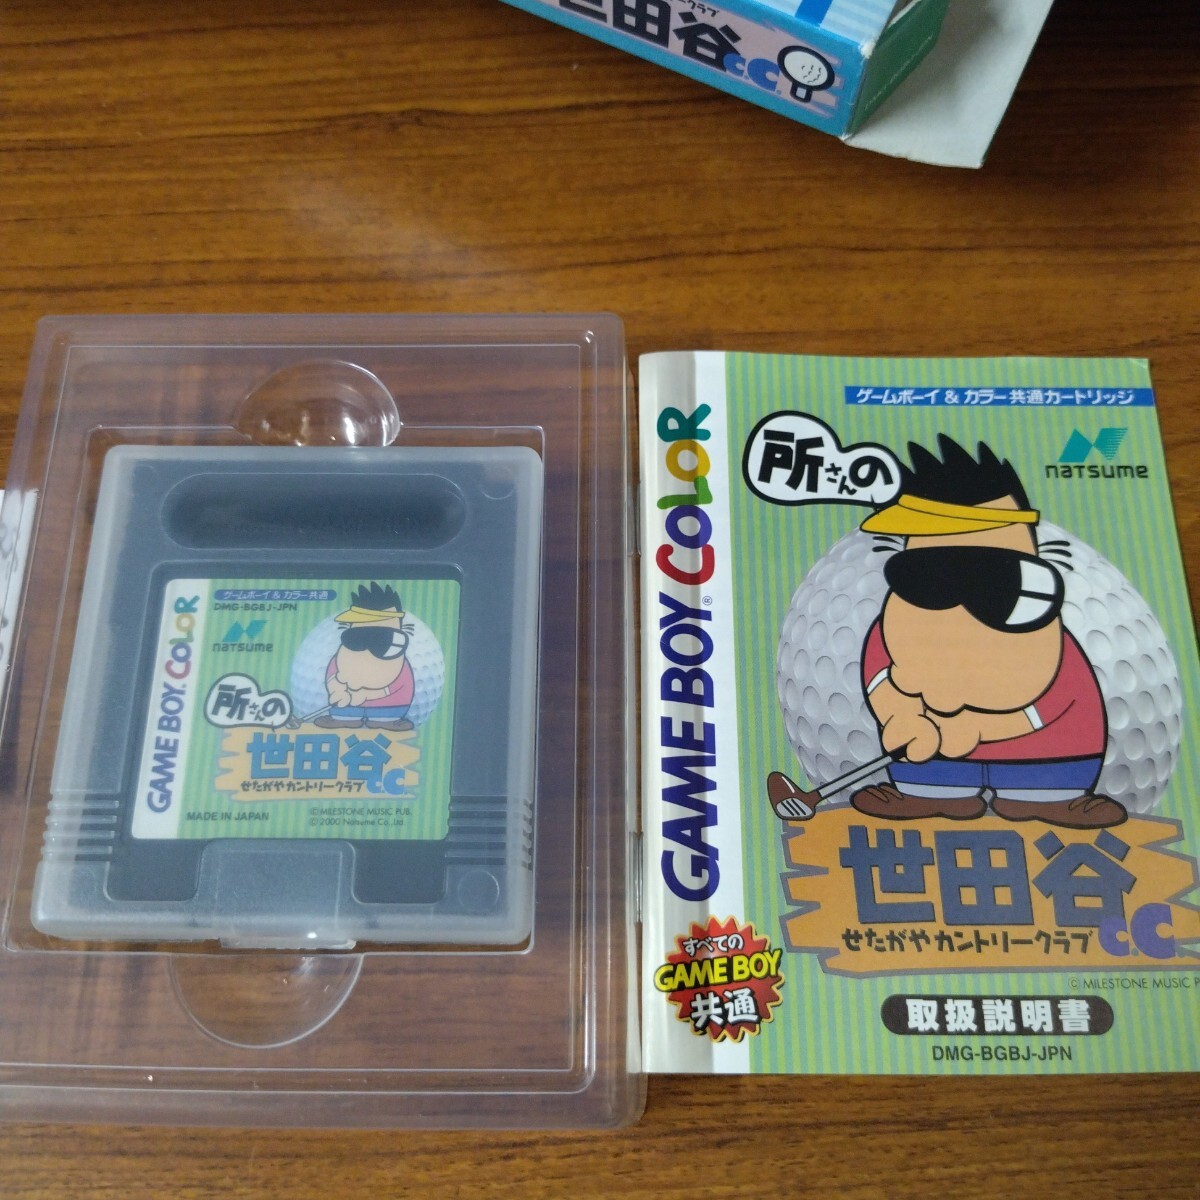 世田谷
C.C.
ゲームボーイ & カラー共通
DMG-BGBJ-JPN
natsume
GAME BOY COLOR
所さんの
世田谷
C.C.
せたがやカントリークラブ
MADE IN JAPAN
©MILESTONE MUSIC PUB.
©2000 Natsume Co.,Ltd.
ゲームボーイ & カラー共通カートリッジ
natsume
所さんの
GAME BOY COLOR
世田谷
C.C.
せたがやカントリークラブ
すべての
GAME BOY
共通
©MILESTONE MUSIC P
取扱説明書
DMG-BGBJ-JPN